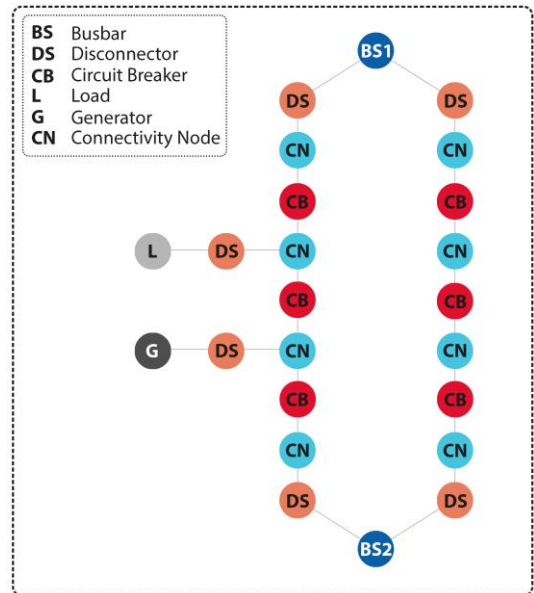 BS Busbar
DS Disconnector
CB Circuit Breaker
L Load
G Generator
CN Connectivity Node
BS1
DS DS
CN CN
CB CB
L DS CN CN
CB CB
G DS CN CN
CB CB
CN CN
DS DS
BS2